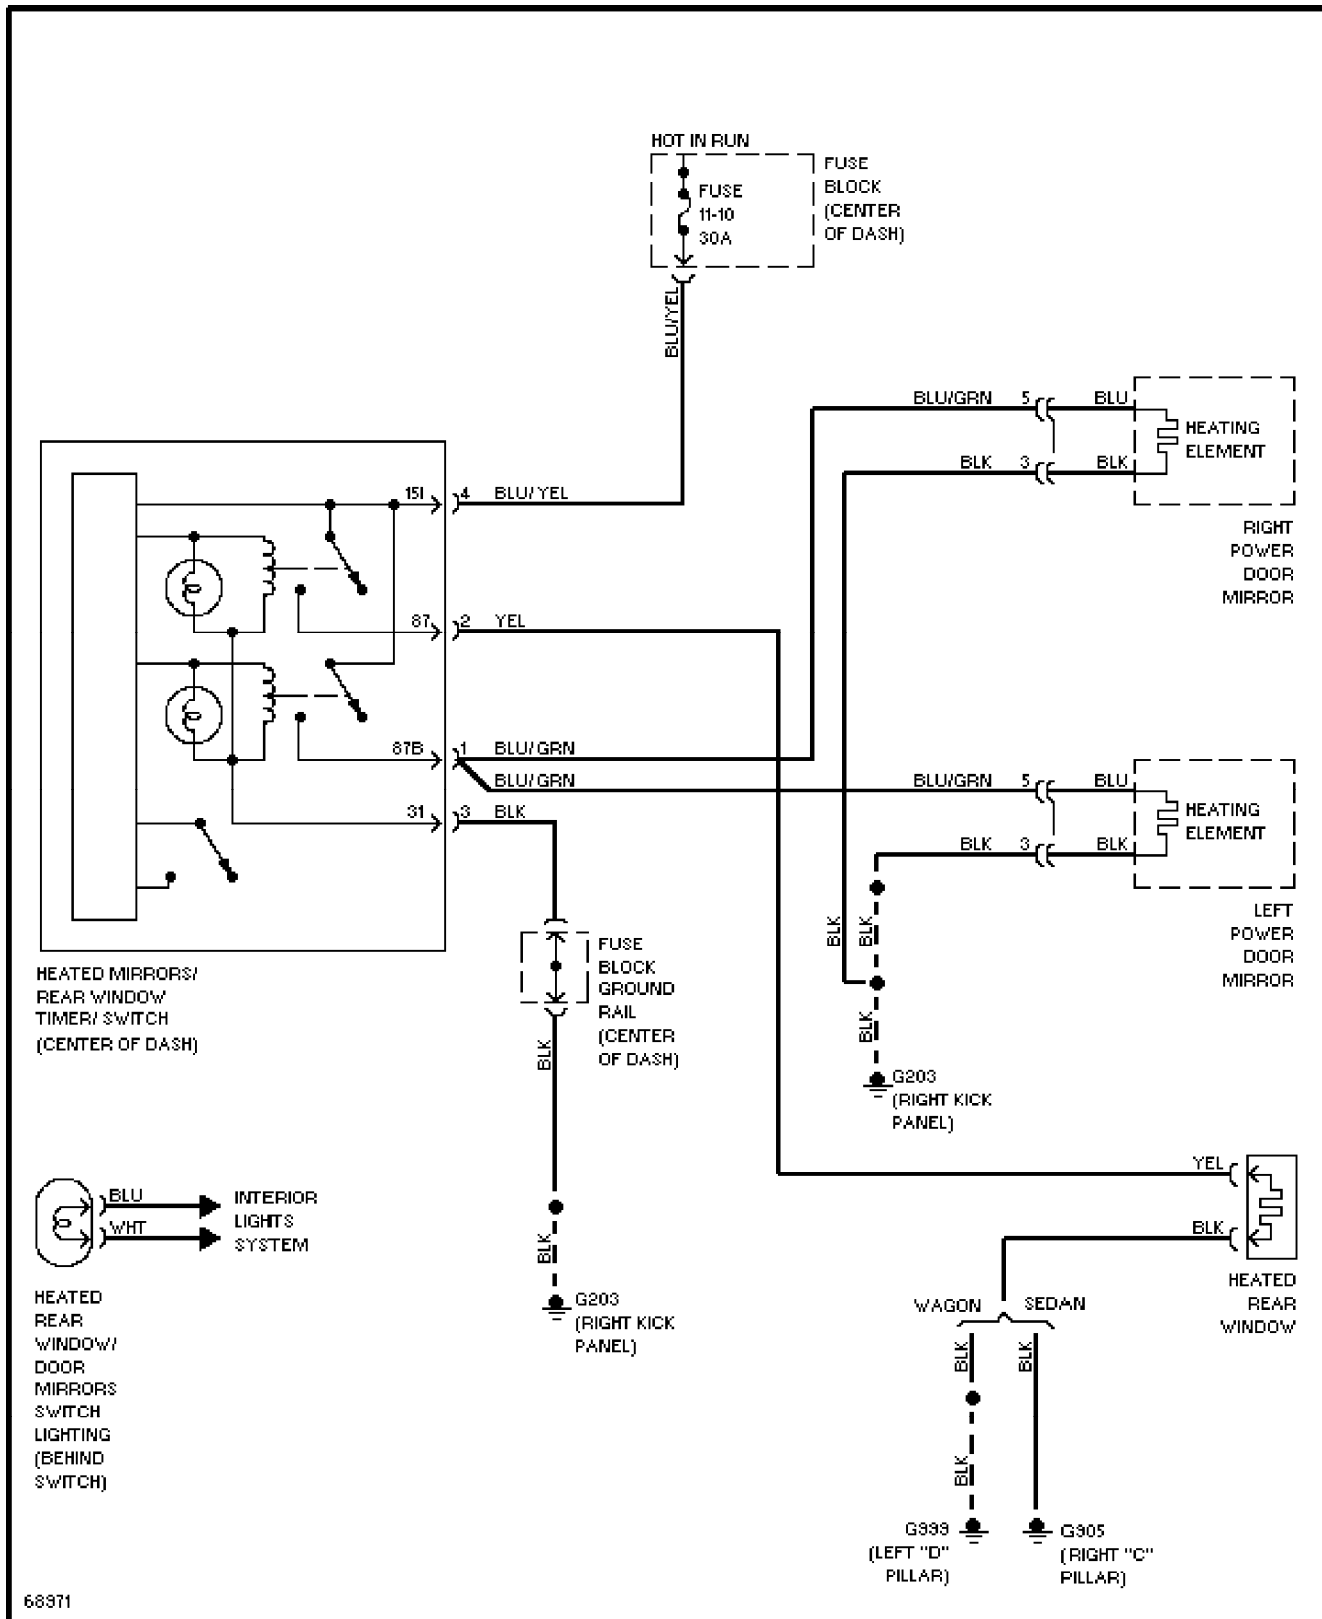 HOT IN RUN
FUSE
11-10
30A
FUSE
BLOCK
(CENTER
OF DASH)
BLU/YEL
BLU/GRN
5
BLU
HEATING
ELEMENT
BLK
3
BLK
RIGHT
POWER
DOOR
MIRROR
15I
4
BLU/YEL
87
2
YEL
87B
1
BLU/GRN
BLU/GRN
31
3
BLK
BLU/GRN
5
BLU
HEATING
ELEMENT
BLK
3
BLK
LEFT
POWER
DOOR
MIRROR
BLK
BLK
BLK
G203
(RIGHT KICK
PANEL)
HEATED MIRRORS/
REAR WINDOW
TIMER/ SWITCH
(CENTER OF DASH)
FUSE
BLOCK
GROUND
RAIL
(CENTER
OF DASH)
BLK
BLK
G203
(RIGHT KICK
PANEL)
BLU
WHT
INTERIOR
LIGHTS
SYSTEM
HEATED
REAR
WINDOW/
DOOR
MIRRORS
SWITCH
LIGHTING
(BEHIND
SWITCH)
YEL
BLK
HEATED
REAR
WINDOW
WAGON
SEDAN
BLK
BLK
BLK
G999
(LEFT "D"
PILLAR)
G905
(RIGHT "C"
PILLAR)
68971